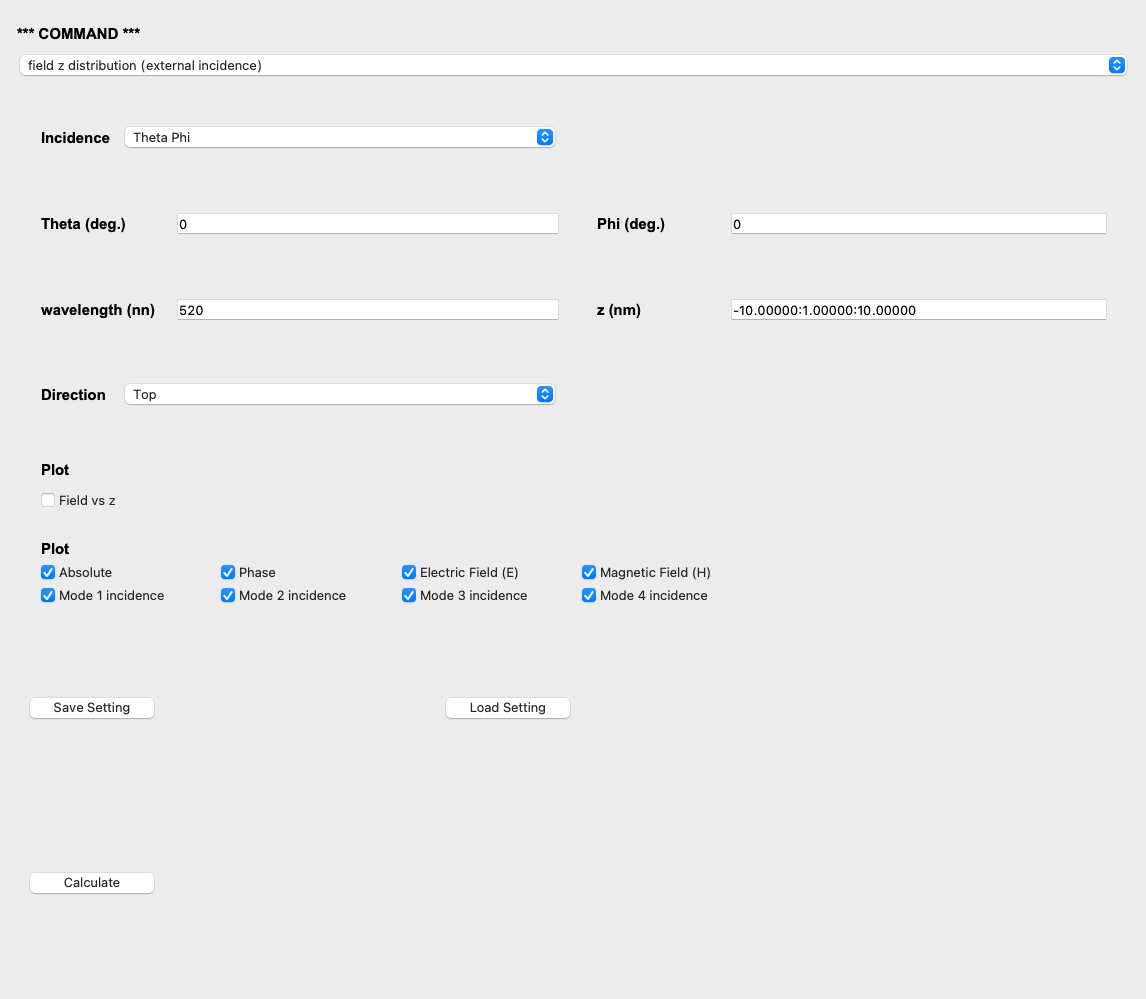 *** COMMAND ***
field z distribution (external incidence)
Incidence Theta Phi
Theta (deg.) 0 Phi (deg.) 0
wavelength (nn) 520 z (nm) -10.00000:1.00000:10.00000
Direction Top
Plot
Field vs z
Plot
Absolute Phase Electric Field (E) Magnetic Field (H)
Mode 1 incidence Mode 2 incidence Mode 3 incidence Mode 4 incidence
Save Setting Load Setting
Calculate